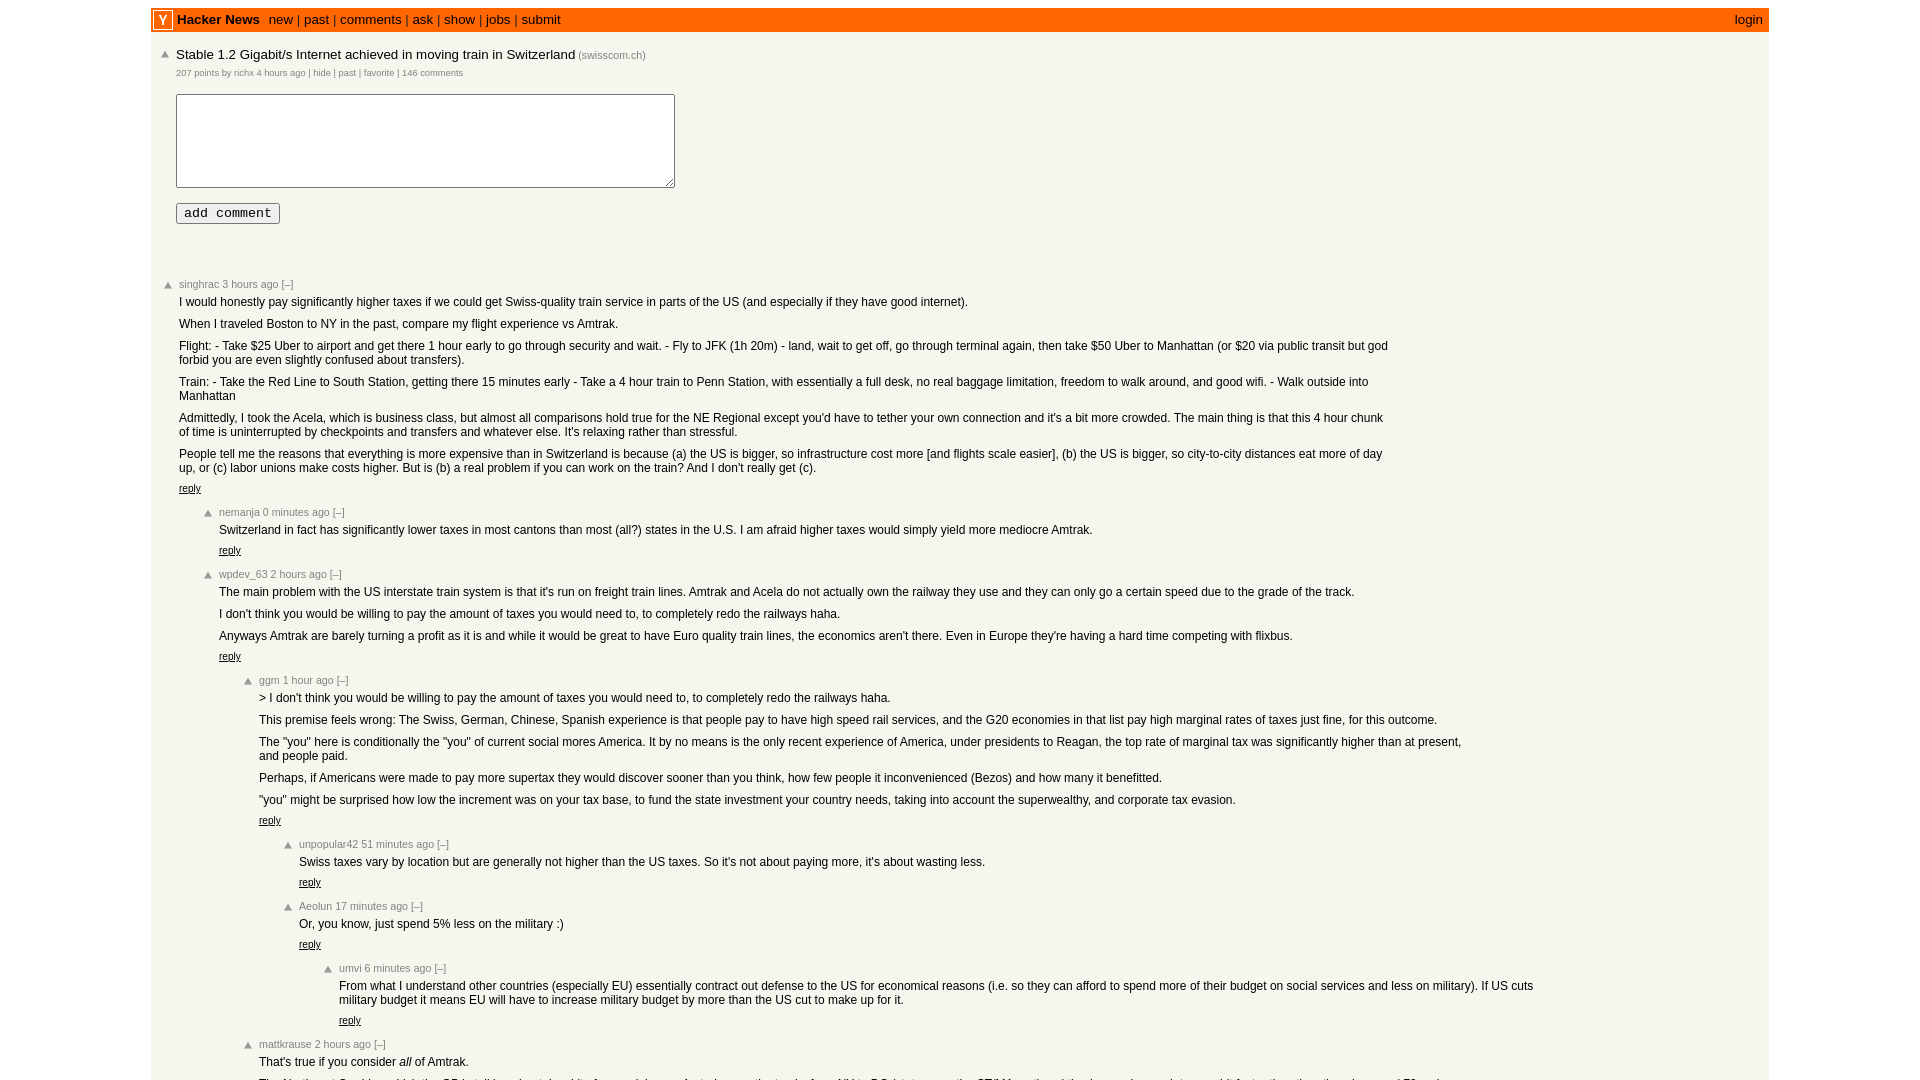 Y Hacker News new | past | comments | ask | show | jobs | submit login
Stable 1.2 Gigabit/s Internet achieved in moving train in Switzerland (swisscom.ch)
207 points by richx 4 hours ago | hide | past | favorite | 146 comments
add comment
singhrac 3 hours ago [–]
I would honestly pay significantly higher taxes if we could get Swiss-quality train service in parts of the US (and especially if they have good internet).
When I traveled Boston to NY in the past, compare my flight experience vs Amtrak.
Flight: - Take $25 Uber to airport and get there 1 hour early to go through security and wait. - Fly to JFK (1h 20m) - land, wait to get off, go through terminal again, then take $50 Uber to Manhattan (or $20 via public transit but god
forbid you are even slightly confused about transfers).
Train: - Take the Red Line to South Station, getting there 15 minutes early - Take a 4 hour train to Penn Station, with essentially a full desk, no real baggage limitation, freedom to walk around, and good wifi. - Walk outside into
Manhattan
Admittedly, I took the Acela, which is business class, but almost all comparisons hold true for the NE Regional except you'd have to tether your own connection and it's a bit more crowded. The main thing is that this 4 hour chunk
of time is uninterrupted by checkpoints and transfers and whatever else. It's relaxing rather than stressful.
People tell me the reasons that everything is more expensive than in Switzerland is because (a) the US is bigger, so infrastructure cost more [and flights scale easier], (b) the US is bigger, so city-to-city distances eat more of day
up, or (c) labor unions make costs higher. But is (b) a real problem if you can work on the train? And I don't really get (c).
reply
nemanja 0 minutes ago [–]
Switzerland in fact has significantly lower taxes in most cantons than most (all?) states in the U.S. I am afraid higher taxes would simply yield more mediocre Amtrak.
reply
wpdev_63 2 hours ago [–]
The main problem with the US interstate train system is that it's run on freight train lines. Amtrak and Acela do not actually own the railway they use and they can only go a certain speed due to the grade of the track.
I don't think you would be willing to pay the amount of taxes you would need to, to completely redo the railways haha.
Anyways Amtrak are barely turning a profit as it is and while it would be great to have Euro quality train lines, the economics aren't there. Even in Europe they're having a hard time competing with flixbus.
reply
ggm 1 hour ago [–]
> I don't think you would be willing to pay the amount of taxes you would need to, to completely redo the railways haha.
This premise feels wrong: The Swiss, German, Chinese, Spanish experience is that people pay to have high speed rail services, and the G20 economies in that list pay high marginal rates of taxes just fine, for this outcome.
The "you" here is conditionally the "you" of current social mores America. It by no means is the only recent experience of America, under presidents to Reagan, the top rate of marginal tax was significantly higher than at present,
and people paid.
Perhaps, if Americans were made to pay more supertax they would discover sooner than you think, how few people it inconvenienced (Bezos) and how many it benefitted.
"you" might be surprised how low the increment was on your tax base, to fund the state investment your country needs, taking into account the superwealthy, and corporate tax evasion.
reply
unpopular42 51 minutes ago [–]
Swiss taxes vary by location but are generally not higher than the US taxes. So it's not about paying more, it's about wasting less.
reply
Aeolun 17 minutes ago [–]
Or, you know, just spend 5% less on the military :)
reply
umvi 6 minutes ago [–]
From what I understand other countries (especially EU) essentially contract out defense to the US for economical reasons (i.e. so they can afford to spend more of their budget on social services and less on military). If US cuts
military budget it means EU will have to increase military budget by more than the US cut to make up for it.
reply
mattkrause 2 hours ago [–]
That's true if you consider all of Amtrak.